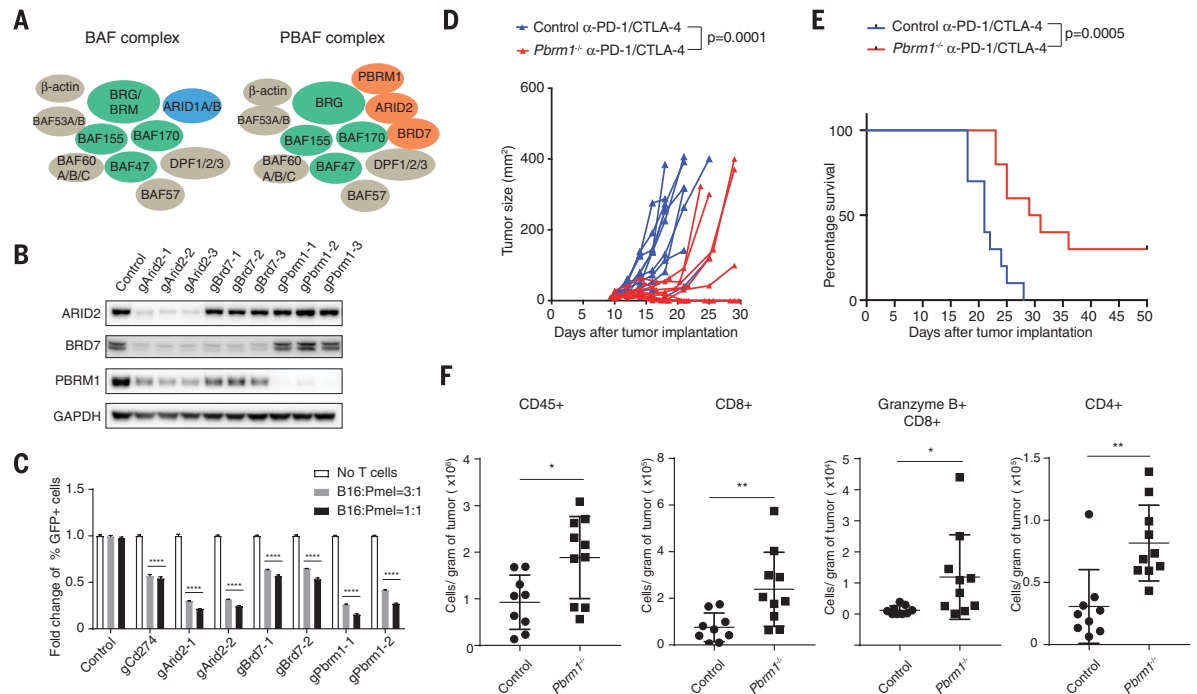 A
BAF complex
PBAF complex
β-actin
BRG/
BRM
ARID1A/B
BAF53A/B
BAF155
BAF170
BAF60
A/B/C
BAF47
DPF1/2/3
BAF57
PBRM1
β-actin
BRG
ARID2
BAF53A/B
BRD7
BAF155
BAF170
BAF60
A/B/C
BAF47
DPF1/2/3
BAF57
B
Control
gArid2-1
gArid2-2
gArid2-3
gBrd7-1
gBrd7-2
gBrd7-3
gPbrm1-1
gPbrm1-2
gPbrm1-3
ARID2
BRD7
PBRM1
GAPDH
C
No T cells
B16:Pmel=3:1
B16:Pmel=1:1
Fold change of % GFP+ cells
1.5
1.0
0.5
0.0
****
****
****
****
****
****
****
Control
gCd274
gArid2-1
gArid2-2
gBrd7-1
gBrd7-2
gPbrm1-1
gPbrm1-2
D
Control α-PD-1/CTLA-4
Pbrm1-/- α-PD-1/CTLA-4
p=0.0001
Tumor size (mm²)
600
400
200
0
0 5 10 15 20 25 30
Days after tumor implantation
E
Control α-PD-1/CTLA-4
Pbrm1-/- α-PD-1/CTLA-4
p=0.0005
Percentage survival
100
50
0
0 5 10 15 20 25 30 35 40 45 50
Days after tumor implantation
F
CD45+
Cells/ gram of tumor ( x10⁶)
4
3
2
1
0
*
Control
Pbrm1-/-
CD8+
Cells/ gram of tumor ( x10⁵)
8
6
4
2
0
**
Control
Pbrm1-/-
Granzyme B+
CD8+
Cells/ gram of tumor ( x10⁴)
5
4
3
2
1
0
*
Control
Pbrm1-/-
CD4+
Cells/ gram of tumor ( x10⁵)
1.5
1.0
0.5
0.0
**
Control
Pbrm1-/-